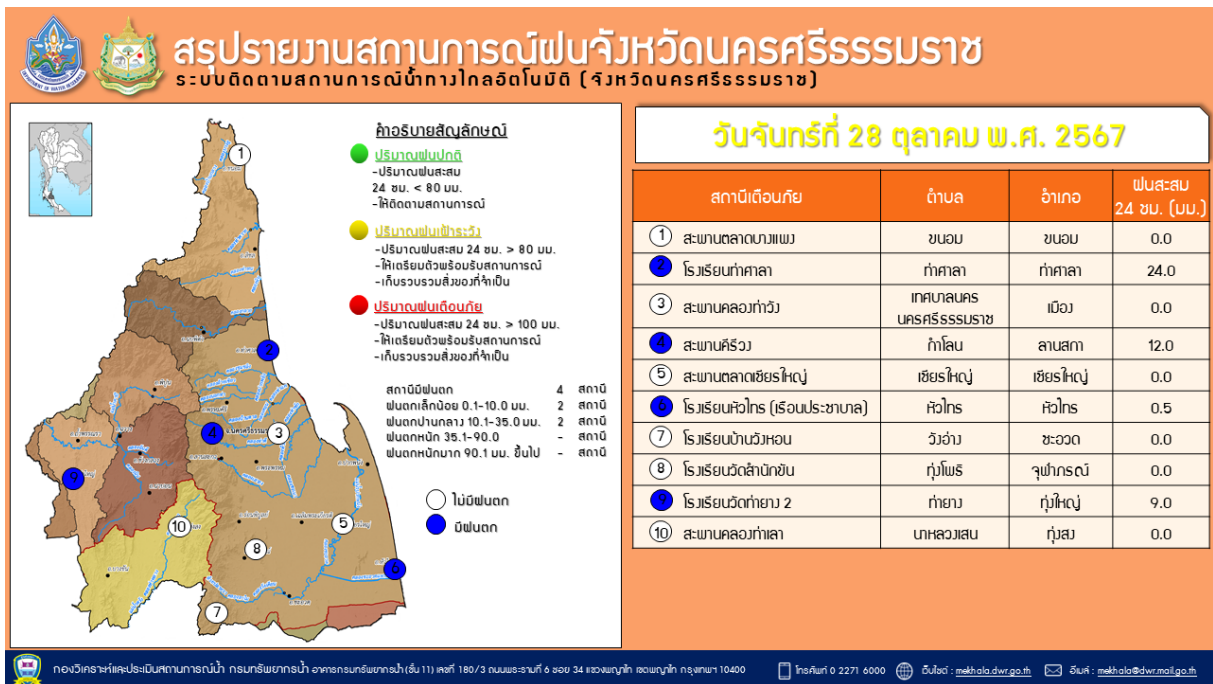 สรุปรายงานสถานการณ์ฝนจังหวัดนครศรีธรรมราช
ระบบติดตามสถานการณ์น้ำทางไกลอัตโนมัติ (จังหวัดนครศรีธรรมราช)
คำอธิบายสัญลักษณ์
ปริมาณฝนปกติ
-ปริมาณฝนสะสม
24 ชม. < 80 มม.
-ให้ติดตามสถานการณ์
ปริมาณฝนเฝ้าระวัง
-ปริมาณฝนสะสม 24 ชม. > 80 มม.
-ให้เตรียมตัวพร้อมรับสถานการณ์
-เก็บรวบรวมสิ่งของที่จำเป็น
ปริมาณฝนเตือนภัย
-ปริมาณฝนสะสม 24 ชม. > 100 มม.
-ให้เตรียมตัวพร้อมรับสถานการณ์
-เก็บรวบรวมสิ่งของที่จำเป็น
สถานีมีฝนตก 4 สถานี
ฝนตกเล็กน้อย 0.1-10.0 มม. 2 สถานี
ฝนตกปานกลาง 10.1-35.0 มม. 2 สถานี
ฝนตกหนัก 35.1-90.0 - สถานี
ฝนตกหนักมาก 90.1 มม. ขึ้นไป - สถานี
ไม่มีฝนตก
มีฝนตก
1
2
4
3
9
10
5
8
6
7
วันจันทร์ที่ 28 ตุลาคม พ.ศ. 2567
สถานีเตือนภัย ตำบล อำเภอ ฝนสะสม 24 ชม. (มม.)
1 สะพานตลาดบางแพง ขนอม ขนอม 0.0
2 โรงเรียนท่าศาลา ท่าศาลา ท่าศาลา 24.0
3 สะพานคลองท่าวัง เทศบาลนครนครศรีธรรมราช เมือง 0.0
4 สะพานคีรีวง กำโลน ลานสกา 12.0
5 สะพานตลาดเชียรใหญ่ เชียรใหญ่ เชียรใหญ่ 0.0
6 โรงเรียนหัวไทร (เรือนประชาบาล) หัวไทร หัวไทร 0.5
7 โรงเรียนบ้านวังหอน วังอ่าง ชะอวด 0.0
8 โรงเรียนวัดสำนักขัน ทุ่งโพธิ จุฬาภรณ์ 0.0
9 โรงเรียนวัดท่ายาง 2 ท่ายาง ทุ่งใหญ่ 9.0
10 สะพานคลองท่าเลา นาหลวงเสน ทุ่งสง 0.0
กองวิเคราะห์และประเมินสถานการณ์น้ำ กรมทรัพยากรน้ำ อาคารกรมทรัพยากรน้ำ (ชั้น 11) เลขที่ 180/3 ถนนพระรามที่ 6 ซอย 34 แขวงพญาไท เขตพญาไท กรุงเทพฯ 10400 โทรศัพท์ 0 2271 6000 เว็บไซต์ : mekhala.dwr.go.th อีเมล์ : mekhala@dwr.mail.go.th